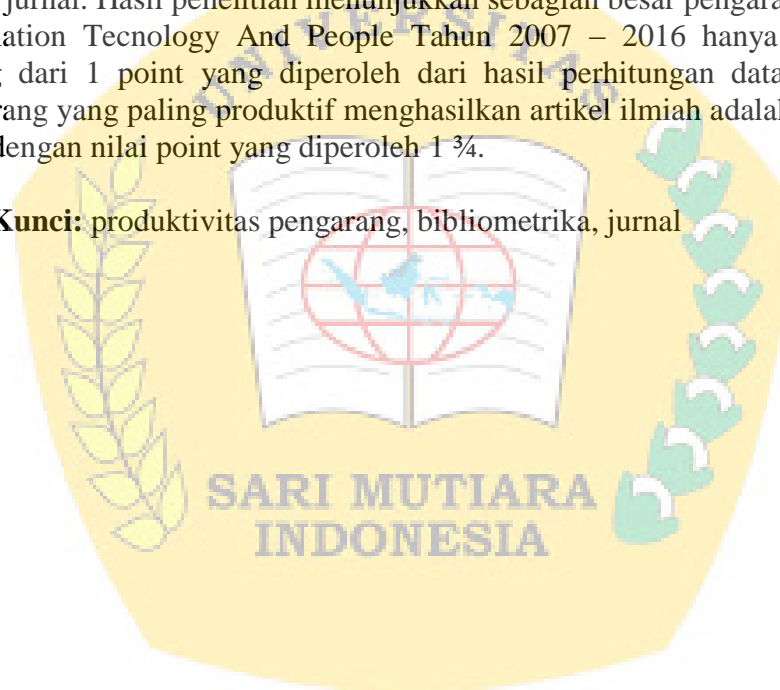 jurnal. Hasil penelitian menunjukkan sebagian besar pengara
ation Tecnology And People Tahun 2007 – 2016 hanya
g dari 1 point yang diperoleh dari hasil perhitungan data
rang yang paling produktif menghasilkan artikel ilmiah adalah
dengan nilai point yang diperoleh 1 ¾.
Kunci: produktivitas pengarang, bibliometrika, jurnal
UNIVERSITAS
SARI MUTIARA
INDONESIA